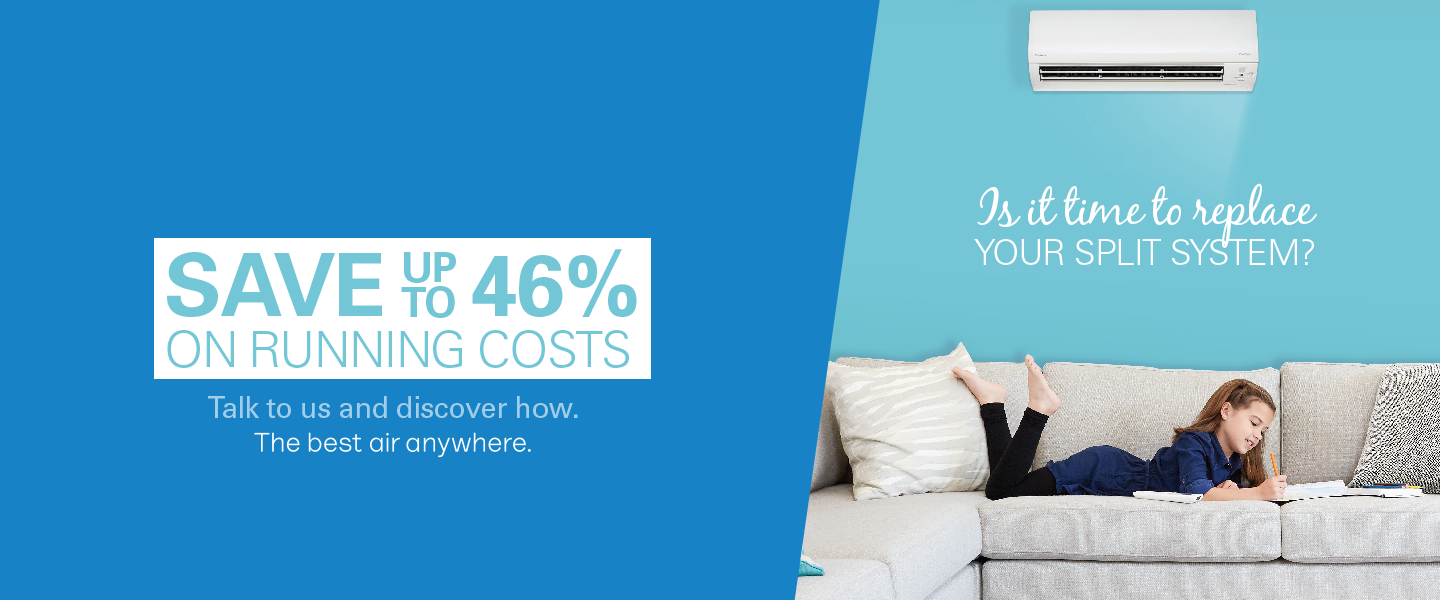 SAVE UP TO 46%
ON RUNNING COSTS
Talk to us and discover how.
The best air anywhere.
Is it time to replace
YOUR SPLIT SYSTEM?